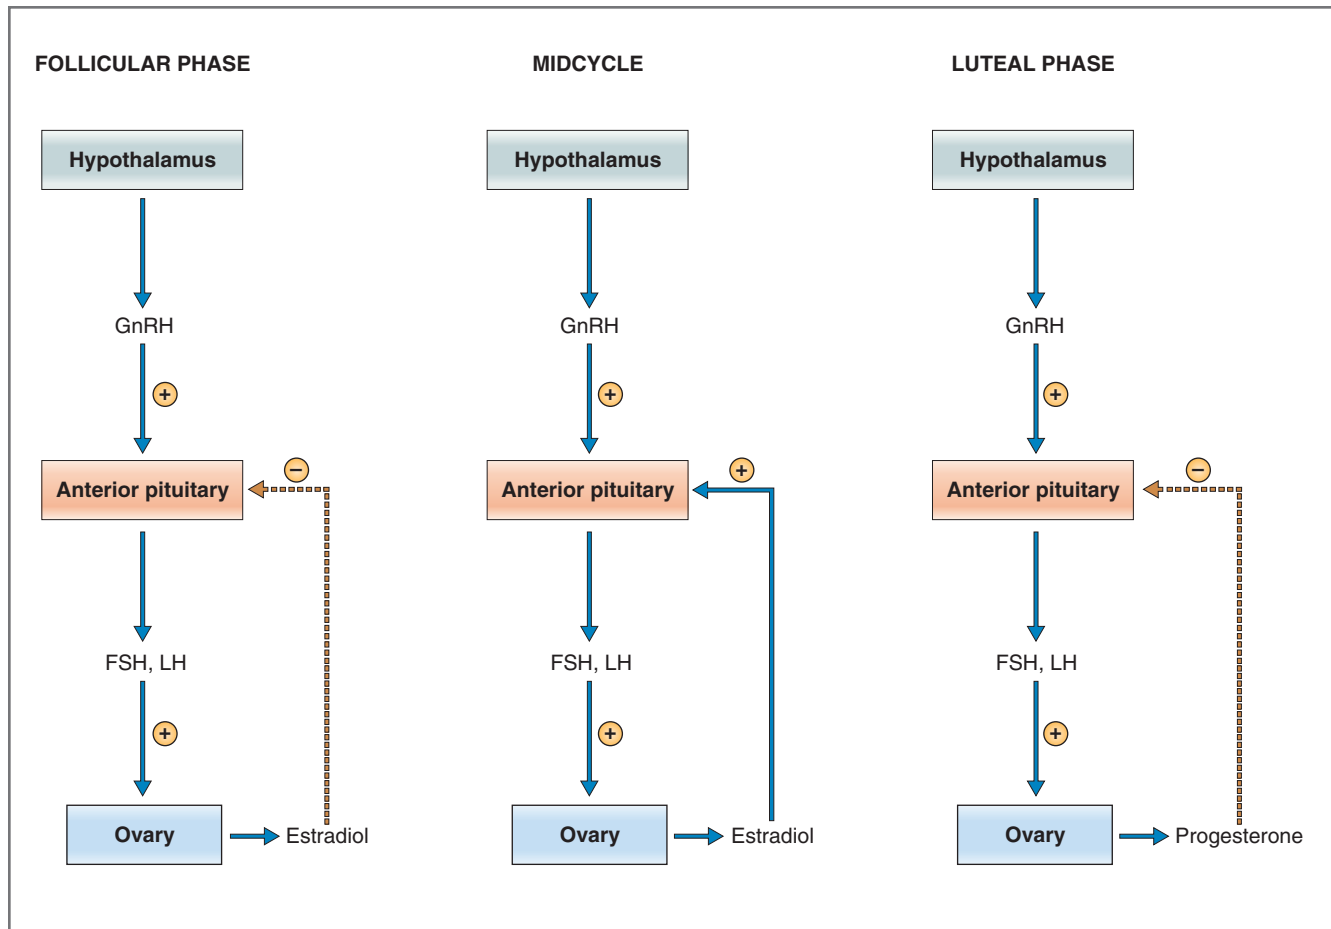 FOLLICULAR PHASE
Hypothalamus
GnRH
+
Anterior pituitary
−
FSH, LH
+
Ovary
Estradiol
MIDCYCLE
Hypothalamus
GnRH
+
Anterior pituitary
+
FSH, LH
+
Ovary
Estradiol
LUTEAL PHASE
Hypothalamus
GnRH
+
Anterior pituitary
−
FSH, LH
+
Ovary
Progesterone